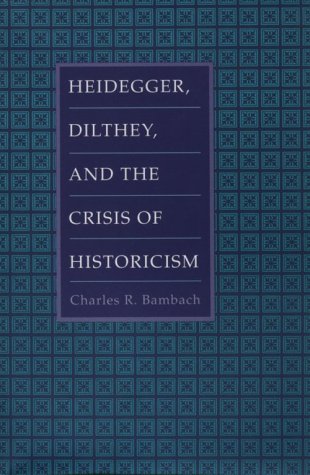 HEIDEGGER,
DILTHEY,
AND THE
CRISIS OF
HISTORICISM
Charles R. Bambach